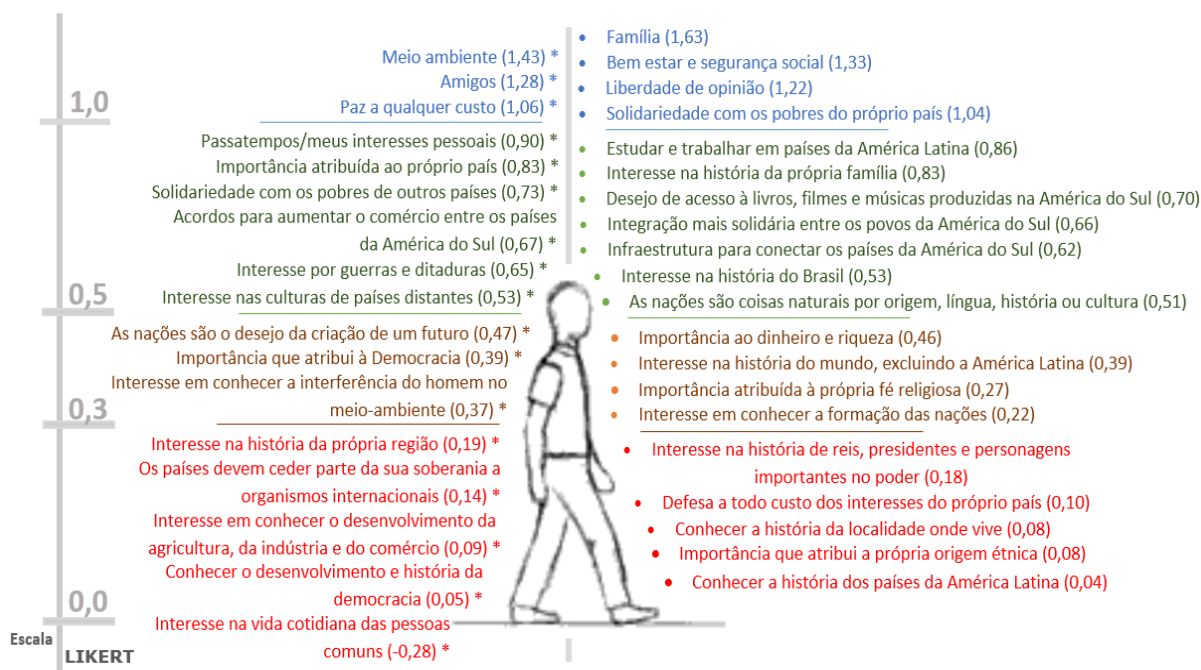 Meio ambiente (1,43) *
Amigos (1,28) *
Paz a qualquer custo (1,06) *
Passatempos/meus interesses pessoais (0,90) *
Importância atribuída ao próprio país (0,83) *
Solidariedade com os pobres de outros países (0,73) *
Acordos para aumentar o comércio entre os países
da América do Sul (0,67) *
Interesse por guerras e ditaduras (0,65) *
Interesse nas culturas de países distantes (0,53) *
As nações são o desejo da criação de um futuro (0,47) *
Importância que atribui à Democracia (0,39) *
Interesse em conhecer a interferência do homem no
meio-ambiente (0,37) *
Interesse na história da própria região (0,19) *
Os países devem ceder parte da sua soberania a
organismos internacionais (0,14) *
Interesse em conhecer o desenvolvimento da
agricultura, da indústria e do comércio (0,09) *
Conhecer o desenvolvimento e história da
democracia (0,05) *
Interesse na vida cotidiana das pessoas
comuns (-0,28) *
• Família (1,63)
• Bem estar e segurança social (1,33)
• Liberdade de opinião (1,22)
• Solidariedade com os pobres do próprio país (1,04)
• Estudar e trabalhar em países da América Latina (0,86)
• Interesse na história da própria família (0,83)
• Desejo de acesso à livros, filmes e músicas produzidas na América do Sul (0,70)
• Integração mais solidária entre os povos da América do Sul (0,66)
• Infraestrutura para conectar os países da América do Sul (0,62)
• Interesse na história do Brasil (0,53)
• As nações são coisas naturais por origem, língua, história ou cultura (0,51)
• Importância ao dinheiro e riqueza (0,46)
• Interesse na história do mundo, excluindo a América Latina (0,39)
• Importância atribuída à própria fé religiosa (0,27)
• Interesse em conhecer a formação das nações (0,22)
• Interesse na história de reis, presidentes e personagens
importantes no poder (0,18)
• Defesa a todo custo dos interesses do próprio país (0,10)
• Conhecer a história da localidade onde vive (0,08)
• Importância que atribui a própria origem étnica (0,08)
• Conhecer a história dos países da América Latina (0,04)
1,0
0,5
0,3
0,0
Escala
LIKERT